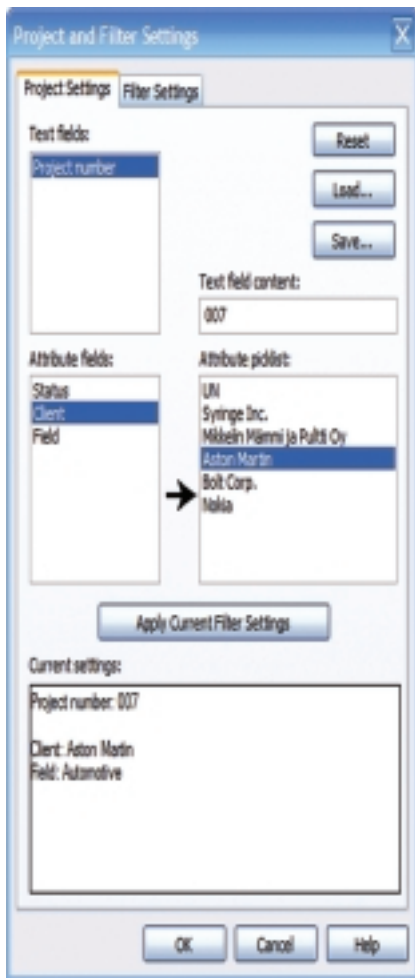 Project and Filter Settings
Project Settings
Filter Settings
Text fields:
Project number
Reset
Load...
Save...
Text field content:
007
Attribute fields:
Status
Client
Field
Attribute picklist:
UN
Syringe Inc.
Mikkelin Mämmi ja Pultti Oy
Aston Martin
Bolt Corp.
Nokia
Apply Current Filter Settings
Current settings:
Project number: 007
Client: Aston Martin
Field: Automotive
OK
Cancel
Help